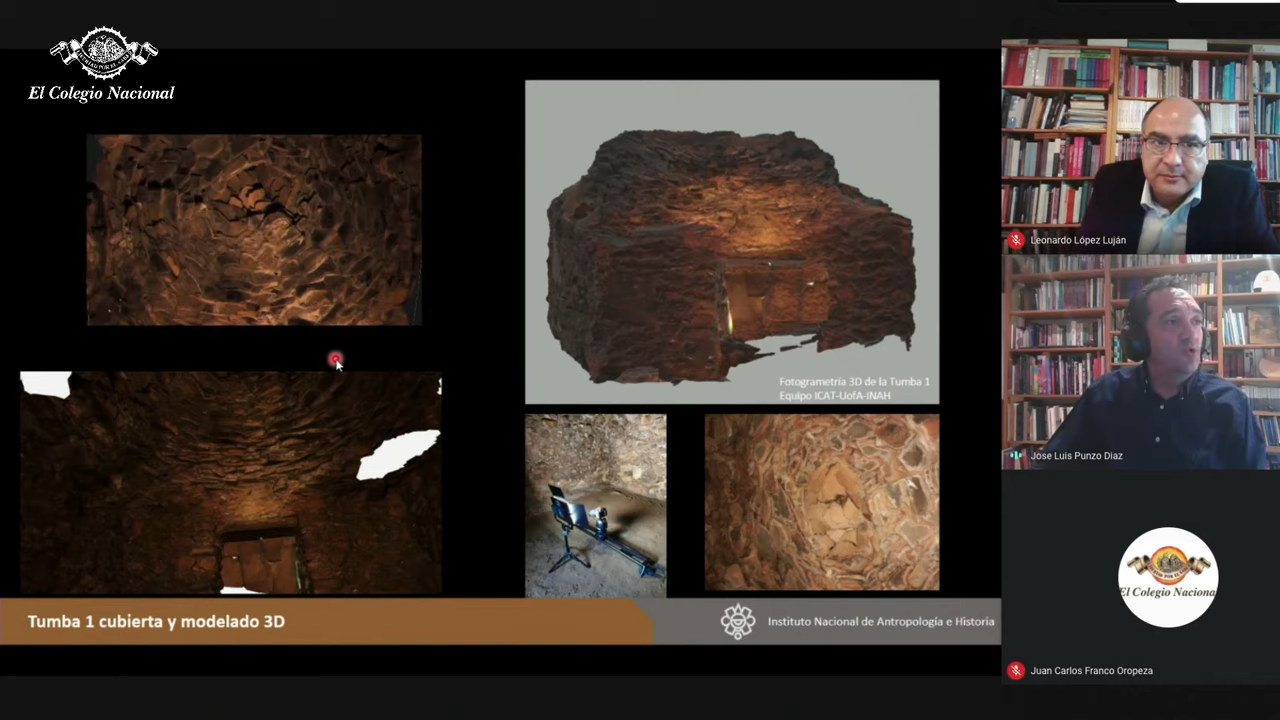 El Colegio Nacional
Fotogrametría 3D de la Tumba 1
Equipo ICAT-UofA-INAH
Tumba 1 cubierta y modelado 3D
Instituto Nacional de Antropología e Historia
Leonardo López Luján
Jose Luis Punzo Diaz
El Colegio Naciona
Juan Carlos Franco Oropeza